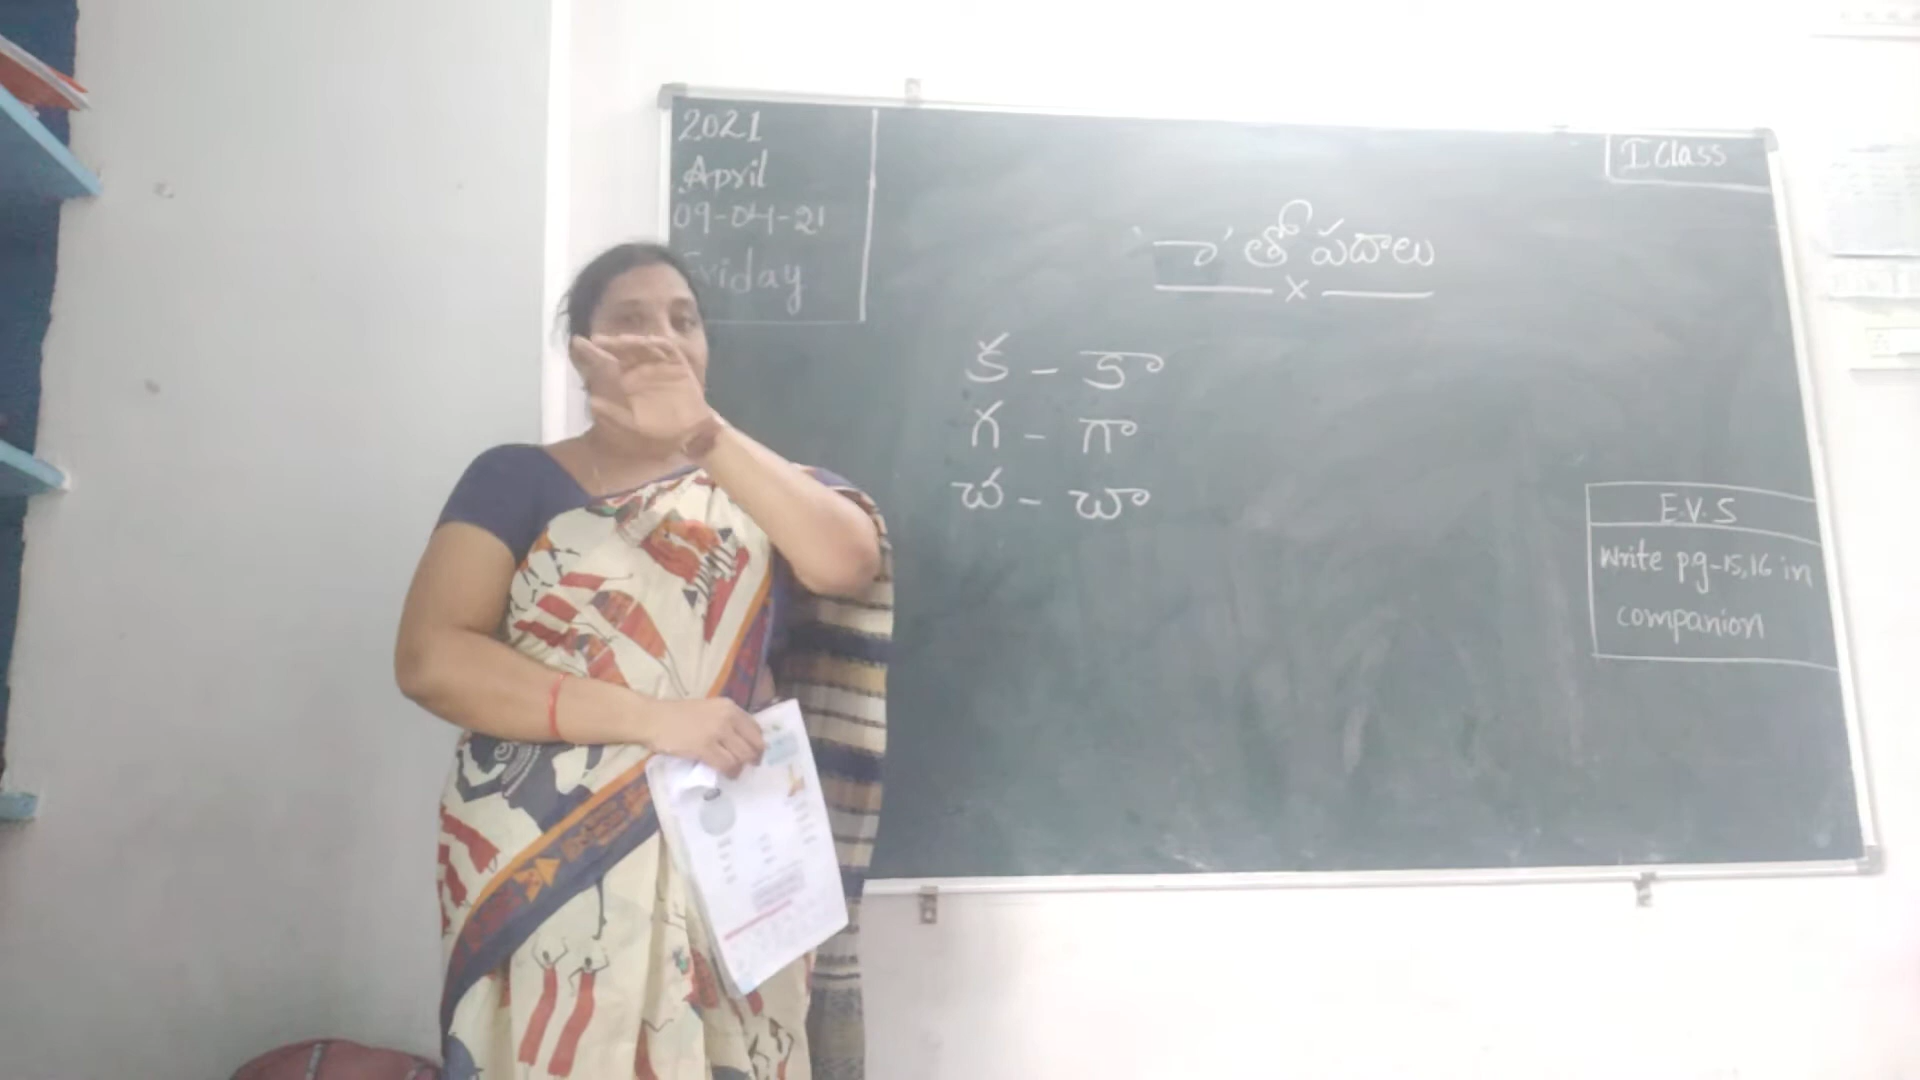 2021
April
09-04-21
Friday
I Class
'ా' తో పదాలు
x
క - కా
గ - గా
చ - చా
E.V.S
Write pg-15,16 in
companion